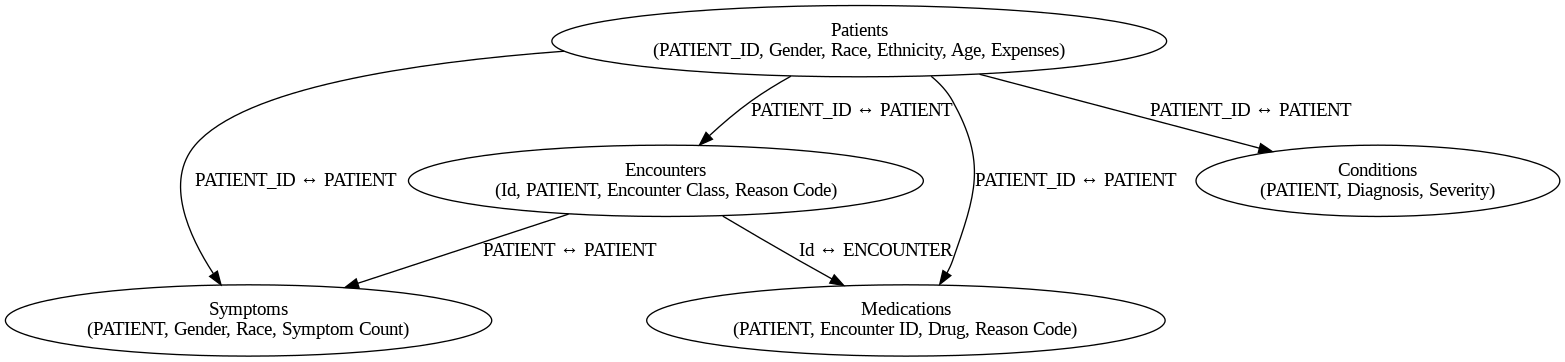 Patients
(PATIENT_ID, Gender, Race, Ethnicity, Age, Expenses)
PATIENT_ID ↔ PATIENT
PATIENT_ID ↔ PATIENT
Encounters
(Id, PATIENT, Encounter Class, Reason Code)
Conditions
(PATIENT, Diagnosis, Severity)
PATIENT_ID ↔ PATIENT
PATIENT_ID ↔ PATIENT
PATIENT ↔ PATIENT
Id ↔ ENCOUNTER
Symptoms
(PATIENT, Gender, Race, Symptom Count)
Medications
(PATIENT, Encounter ID, Drug, Reason Code)